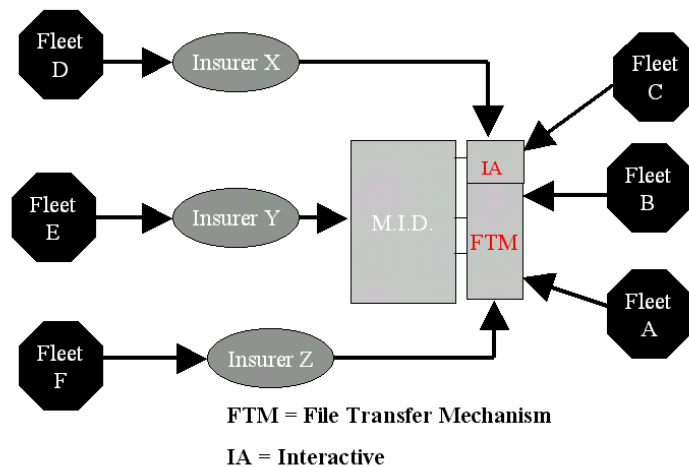 Fleet
D
Insurer X
Fleet
C
IA
Fleet
B
Fleet
E
Insurer Y
M.I.D.
FTM
Fleet
A
Fleet
F
Insurer Z
FTM = File Transfer Mechanism
IA = Interactive